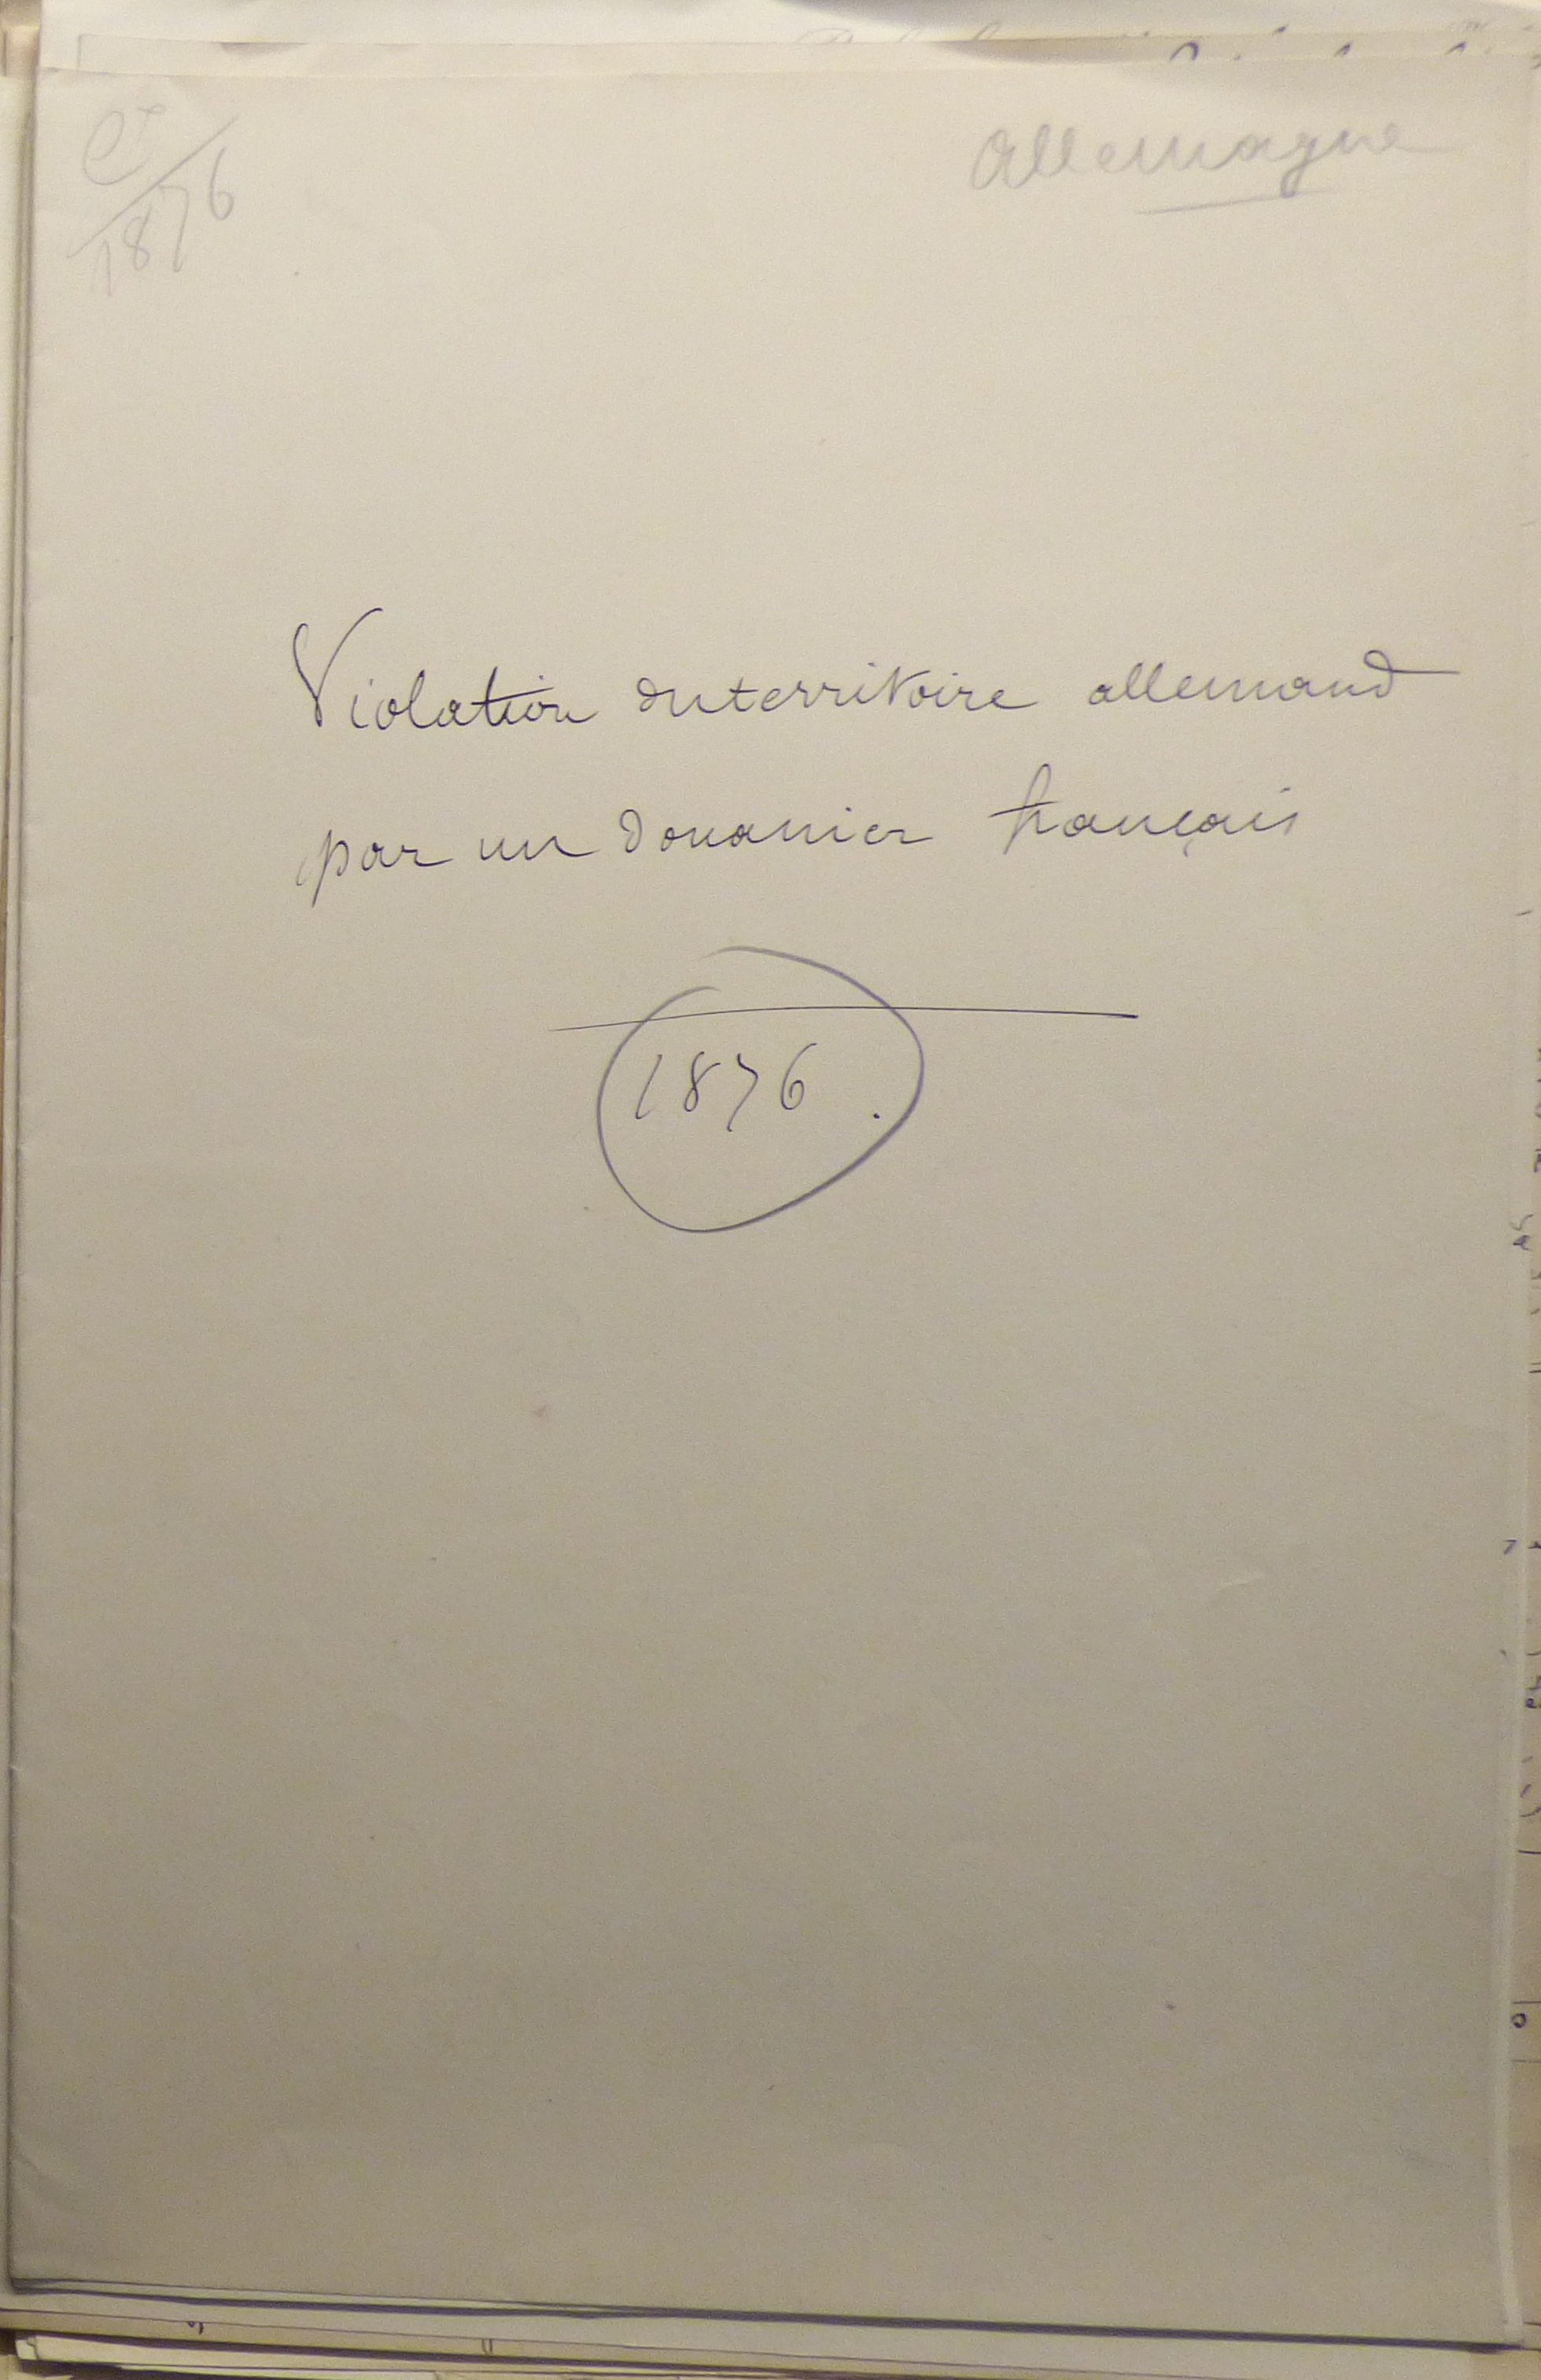 1876
Allemagne
Violation du territoire allemand
par un douanier français
1876.